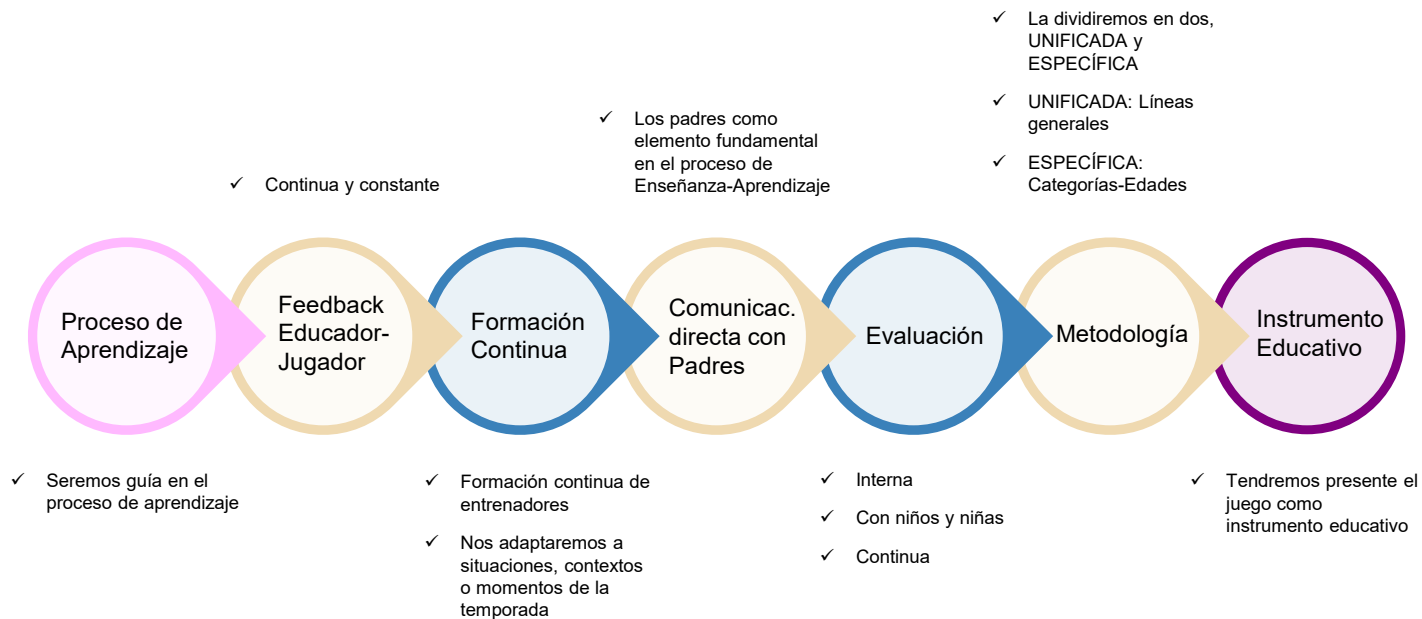 ✓ La dividiremos en dos,
UNIFICADA y
ESPECÍFICA
✓ UNIFICADA: Líneas
generales
✓ ESPECÍFICA:
Categorías-Edades
✓ Los padres como
elemento fundamental
en el proceso de
Enseñanza-Aprendizaje
✓ Continua y constante
Proceso de
Aprendizaje
Feedback
Educador-
Jugador
Formación
Continua
Comunicac.
directa con
Padres
Evaluación
Metodología
Instrumento
Educativo
✓ Seremos guía en el
proceso de aprendizaje
✓ Formación continua de
entrenadores
✓ Nos adaptaremos a
situaciones, contextos
o momentos de la
temporada
✓ Interna
✓ Con niños y niñas
✓ Continua
✓ Tendremos presente el
juego como
instrumento educativo